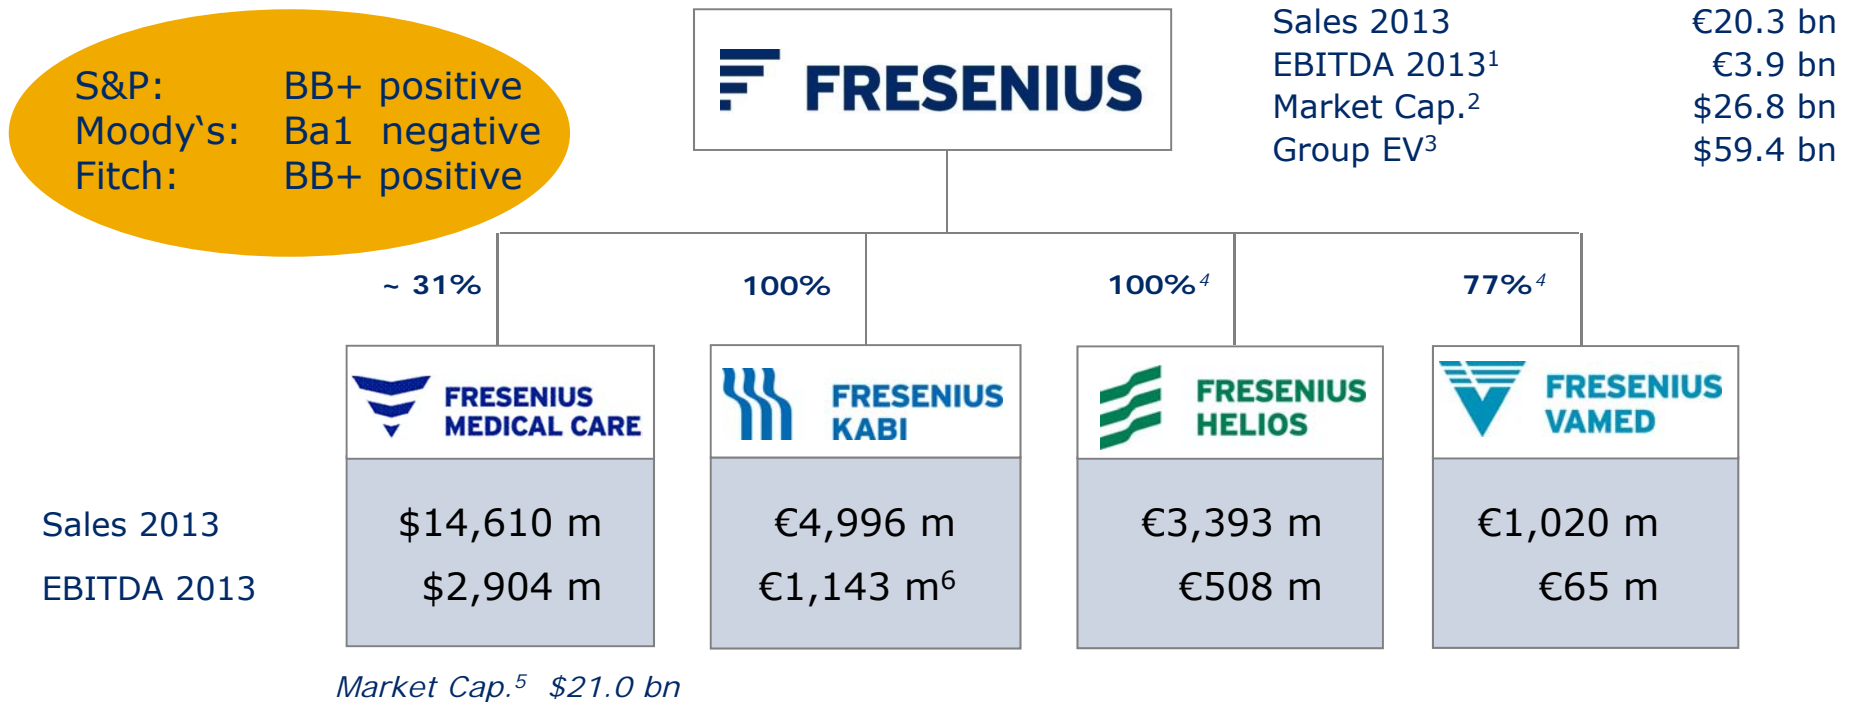 S&P: BB+ positive
Moody‘s: Ba1 negative
Fitch: BB+ positive
FRESENIUS
Sales 2013 €20.3 bn
EBITDA 2013¹ €3.9 bn
Market Cap.² $26.8 bn
Group EV³ $59.4 bn
~ 31% 100% 100%⁴ 77%⁴
FRESENIUS
MEDICAL CARE
FRESENIUS
KABI
FRESENIUS
HELIOS
FRESENIUS
VAMED
Sales 2013 $14,610 m €4,996 m €3,393 m €1,020 m
EBITDA 2013 $2,904 m €1,143 m⁶ €508 m €65 m
Market Cap.⁵ $21.0 bn